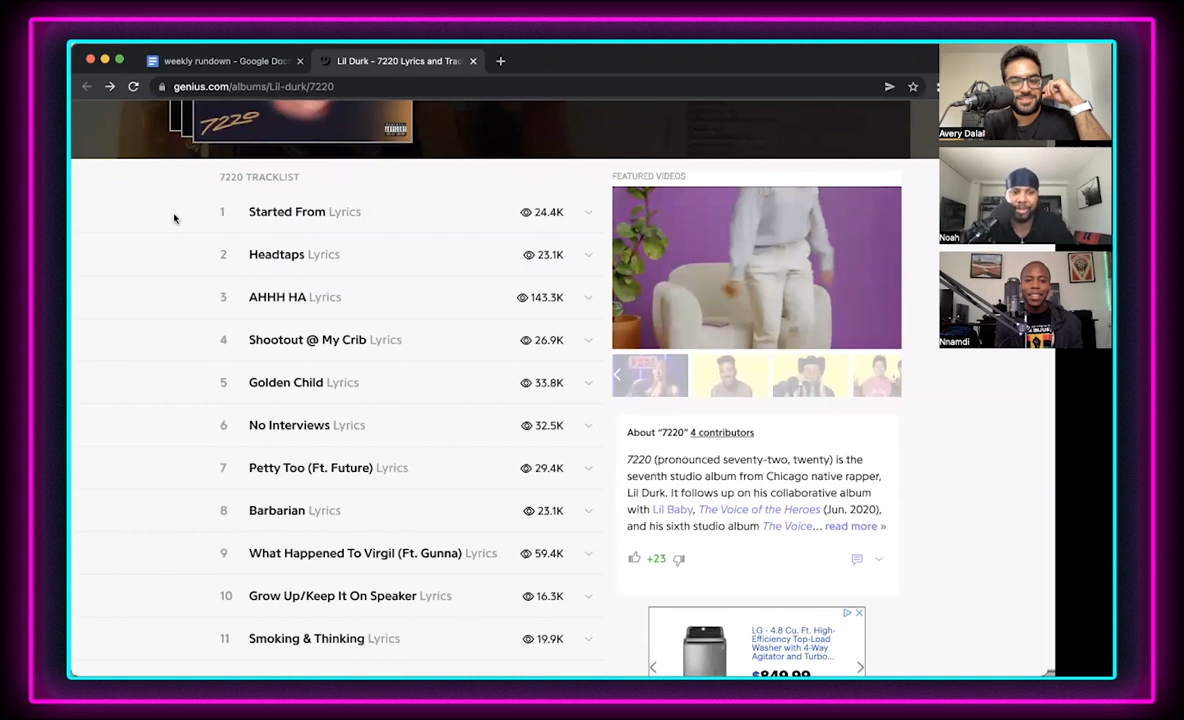 weekly rundown - Google Doc
Lil Durk - 7220 Lyrics and Trac
genius.com/albums/Lil-durk/7220
7220
7220 TRACKLIST
1 Started From Lyrics 24.4K
2 Headtaps Lyrics 23.1K
3 AHHH HA Lyrics 143.3K
4 Shootout @ My Crib Lyrics 26.9K
5 Golden Child Lyrics 33.8K
6 No Interviews Lyrics 32.5K
7 Petty Too (Ft. Future) Lyrics 29.4K
8 Barbarian Lyrics 23.1K
9 What Happened To Virgil (Ft. Gunna) Lyrics 59.4K
10 Grow Up/Keep It On Speaker Lyrics 16.3K
11 Smoking & Thinking Lyrics 19.9K
FEATURED VIDEOS
About “7220” 4 contributors
7220 (pronounced seventy-two, twenty) is the
seventh studio album from Chicago native rapper,
Lil Durk. It follows up on his collaborative album
with Lil Baby, The Voice of the Heroes (Jun. 2020),
and his sixth studio album The Voice... read more »
+23
LG - 4.8 Cu. Ft. High-
Efficiency Top-Load
Washer with 4-Way
Agitator and Turbo...
$849.99
Avery Dalal
Noah
Nnamdi